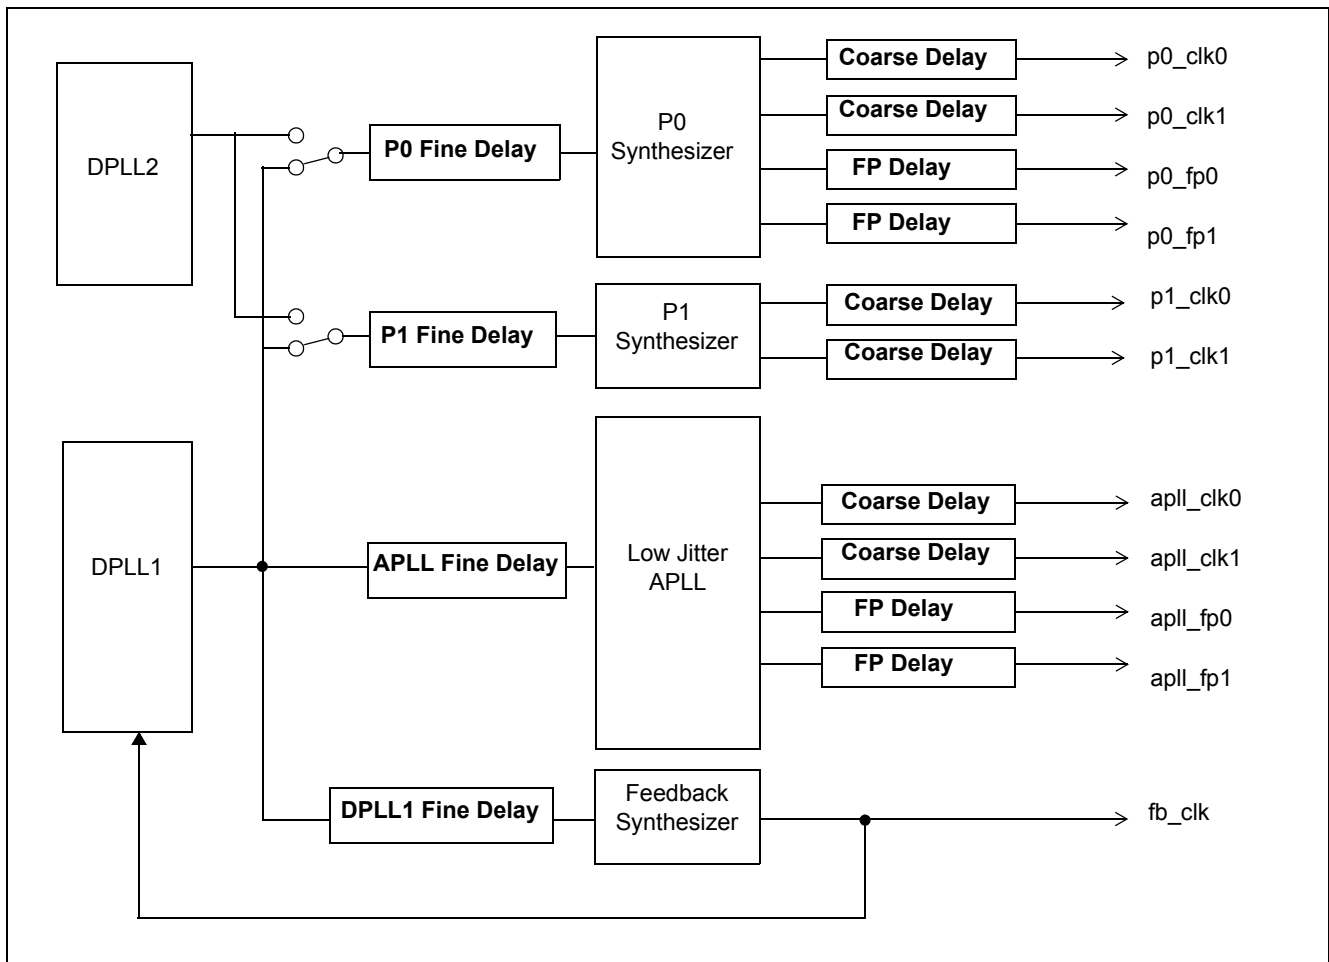 DPLL2
P0 Fine Delay
P0
Synthesizer
Coarse Delay
p0_clk0
Coarse Delay
p0_clk1
FP Delay
p0_fp0
FP Delay
p0_fp1
P1 Fine Delay
P1
Synthesizer
Coarse Delay
p1_clk0
Coarse Delay
p1_clk1
DPLL1
APLL Fine Delay
Low Jitter
APLL
Coarse Delay
apll_clk0
Coarse Delay
apll_clk1
FP Delay
apll_fp0
FP Delay
apll_fp1
DPLL1 Fine Delay
Feedback
Synthesizer
fb_clk